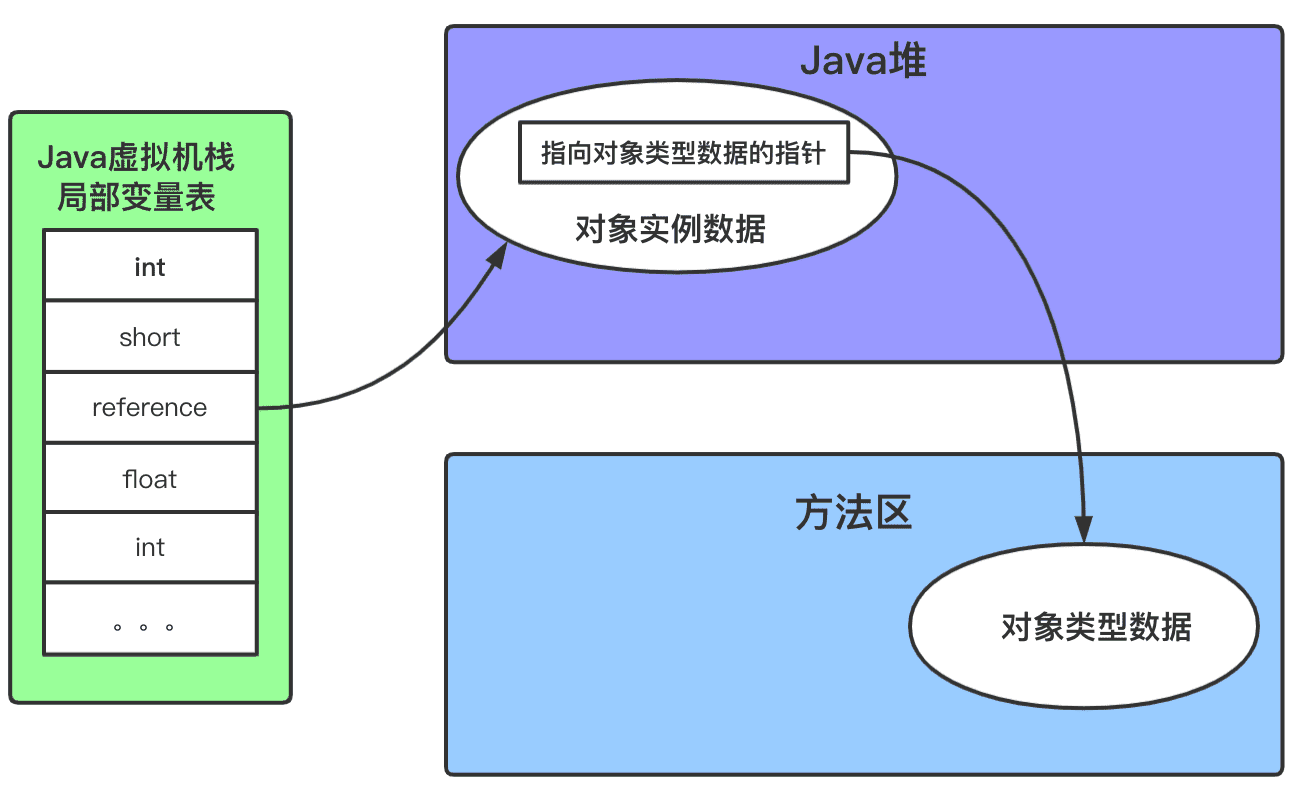 Java虚拟机栈
局部变量表
int
short
reference
float
int
。。。
Java堆
指向对象类型数据的指针
对象实例数据
方法区
对象类型数据